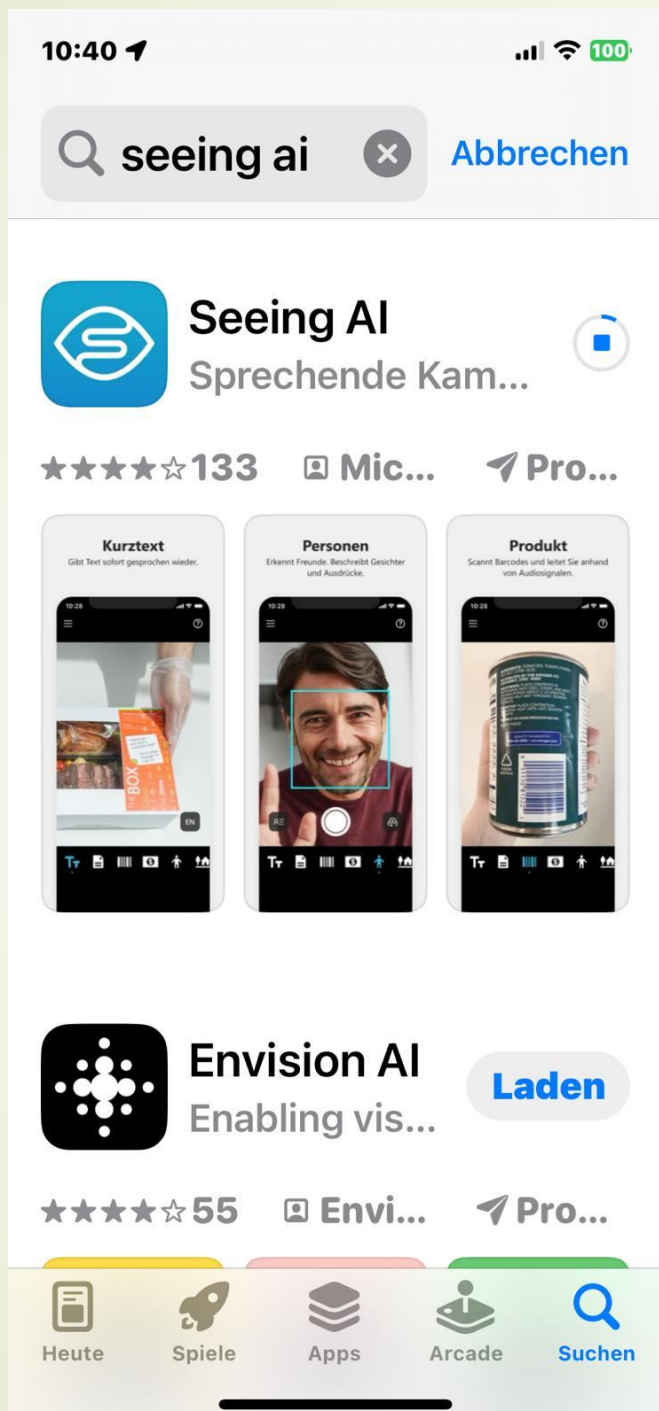 10:40
100
seeing ai
Abbrechen
Seeing AI
Sprechende Kam...
133
Mic...
Pro...
Kurztext
Gibt Text sofort gesprochen wieder.
10:28
THE BOX
EN
Personen
Erkennt Freunde. Beschreibt Gesichter
und Ausdrücke.
10:28
Produkt
Scannt Barcodes und leitet Sie anhand
von Audiosignalen.
10:28
Envision AI
Enabling vis...
Laden
55
Envi...
Pro...
Heute
Spiele
Apps
Arcade
Suchen